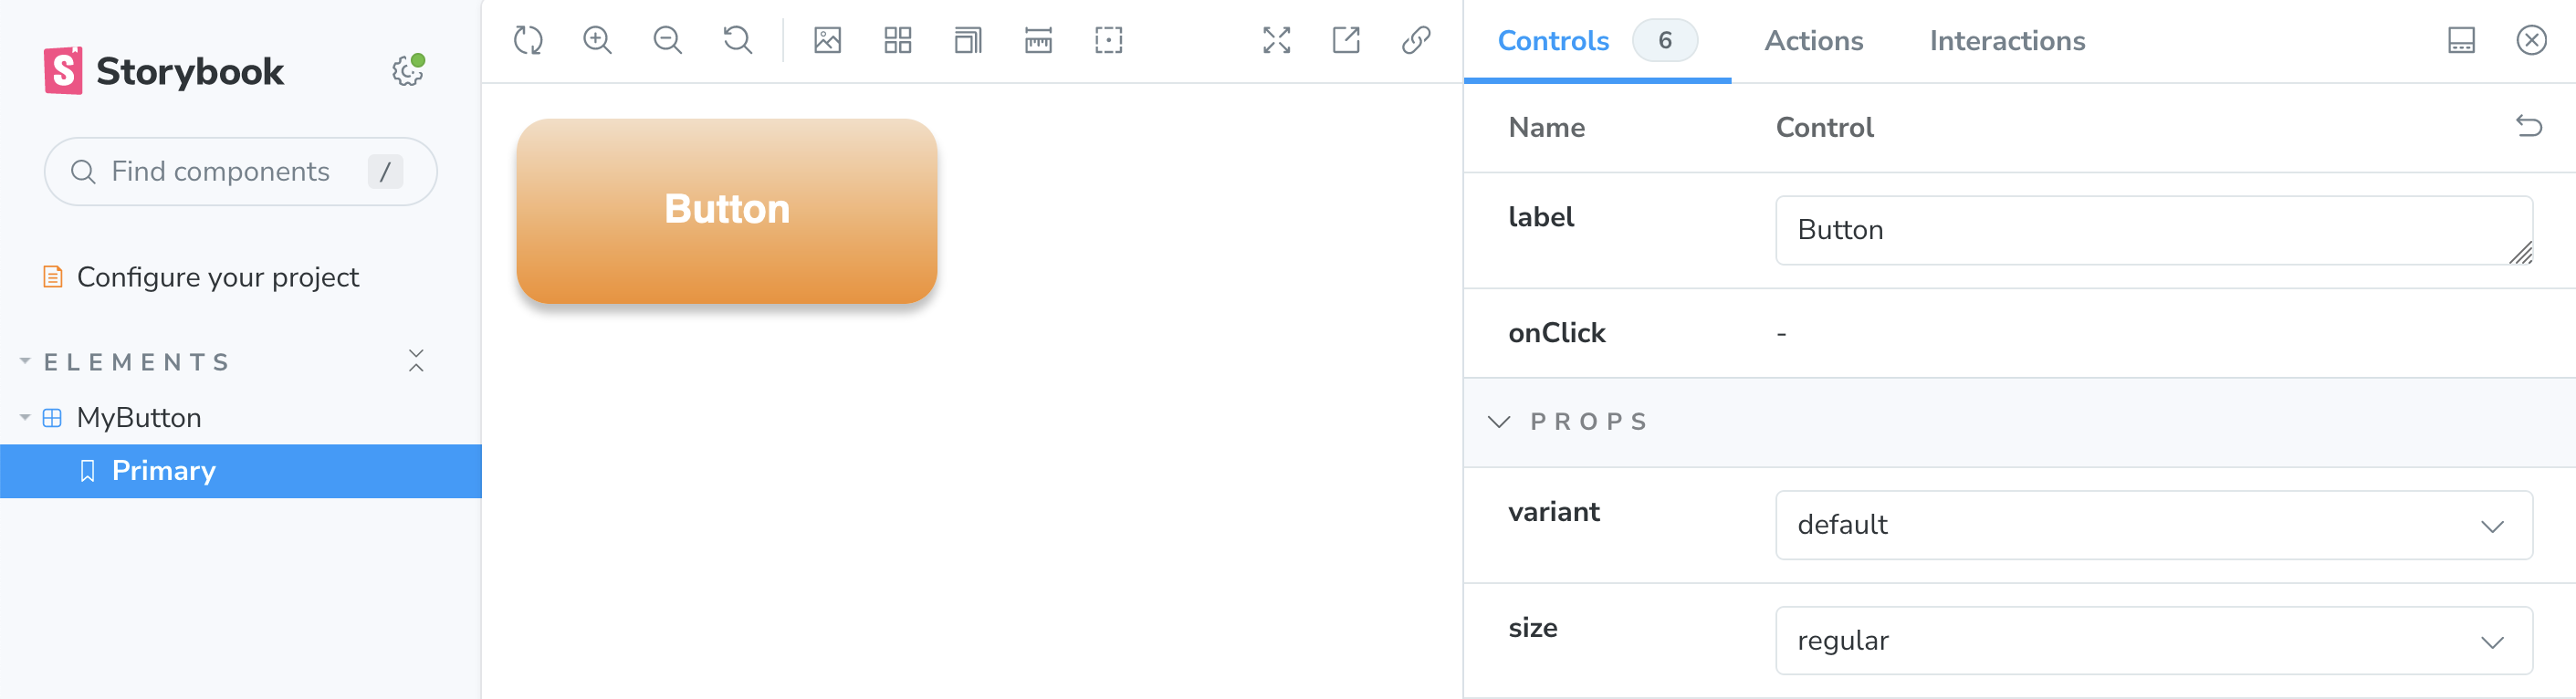 Storybook
Find components /
Configure your project
ELEMENTS
MyButton
Primary
Button
Controls 6 Actions Interactions
Name Control
label Button
onClick -
PROPS
variant default
size regular